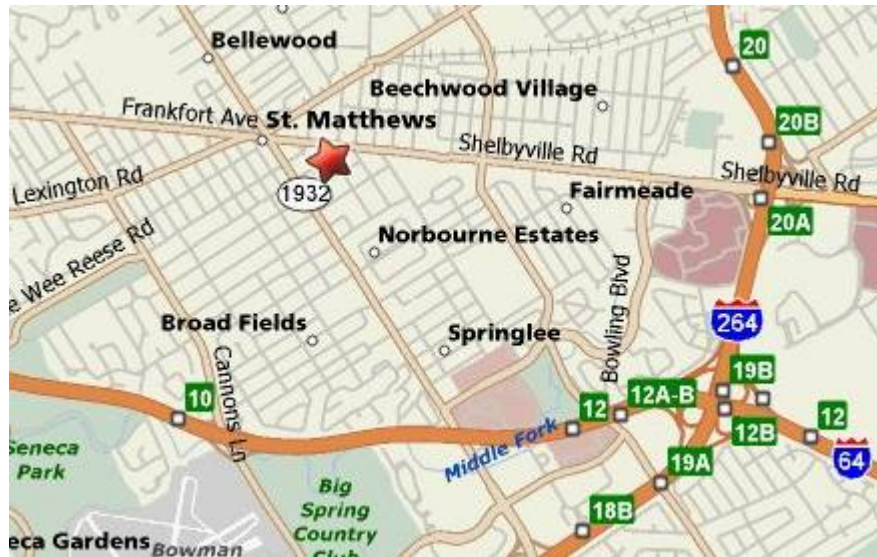 Bellewood
20
Beechwood Village
Frankfort Ave
St. Matthews
20B
Shelbyville Rd
Shelbyville Rd
Lexington Rd
1932
Fairmeade
20A
Wee Reese Rd
Norbourne Estates
Bowling Blvd
264
Broad Fields
Springlee
Cannons Ln
19B
10
12A-B
12
12
12B
Middle Fork
64
Seneca
Park
19A
Big
Spring
Country
Club
18B
eca Gardens
Bowman